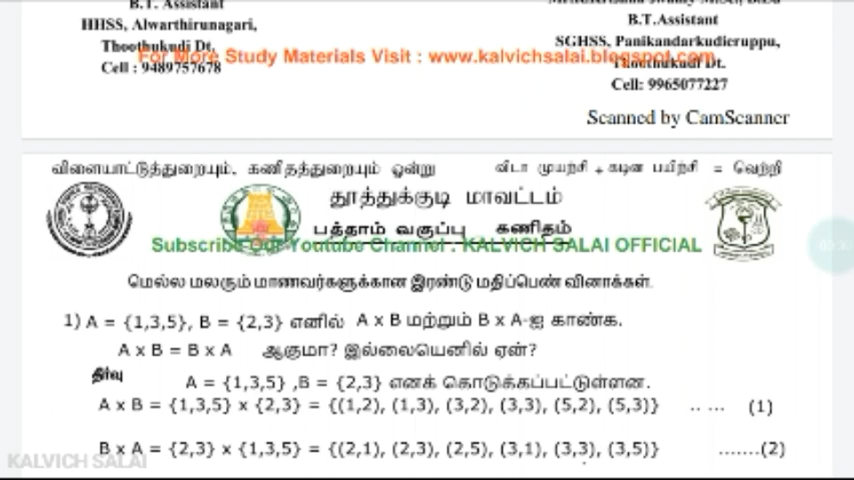 B.T. Assistant
HHSS, Alwarthirunagari,
Thoothukudi Dt,
Cell : 9489757678
B.T.Assistant
SGHSS, Panikandarkudieruppu,
Thoothukudi Dt.
Cell: 9965077227
For More Study Materials Visit : www.kalvichsalai.blogspot.com
Scanned by CamScanner
விளையாட்டுத்துறையும், கணிதத்துறையும் ஒன்று
விடா முயற்சி + கடின பயிற்சி = வெற்றி
தூத்துக்குடி மாவட்டம்
பத்தாம் வகுப்பு கணிதம்
Subscribe Our Youtube Channel : KALVICH SALAI OFFICIAL
மெல்ல மலரும் மாணவர்களுக்கான இரண்டு மதிப்பெண் வினாக்கள்.
1) A = {1,3,5}, B = {2,3} எனில் A x B மற்றும் B x A-ஐ காண்க.
A x B = B x A ஆகுமா? இல்லையெனில் ஏன்?
தீர்வு
A = {1,3,5} ,B = {2,3} எனக் கொடுக்கப்பட்டுள்ளன.
A x B = {1,3,5} x {2,3} = {(1,2), (1,3), (3,2), (3,3), (5,2), (5,3)} .. ... (1)
B x A = {2,3} x {1,3,5} = {(2,1), (2,3), (2,5), (3,1), (3,3), (3,5)} .......(2)
KALVICH SALAI